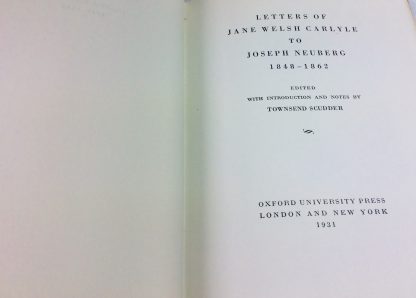 LETTERS OF
JANE WELSH CARLYLE
TO
JOSEPH NEUBERG
1848–1862
EDITED
WITH INTRODUCTION AND NOTES BY
TOWNSEND SCUDDER
OXFORD UNIVERSITY PRESS
LONDON AND NEW YORK
1931